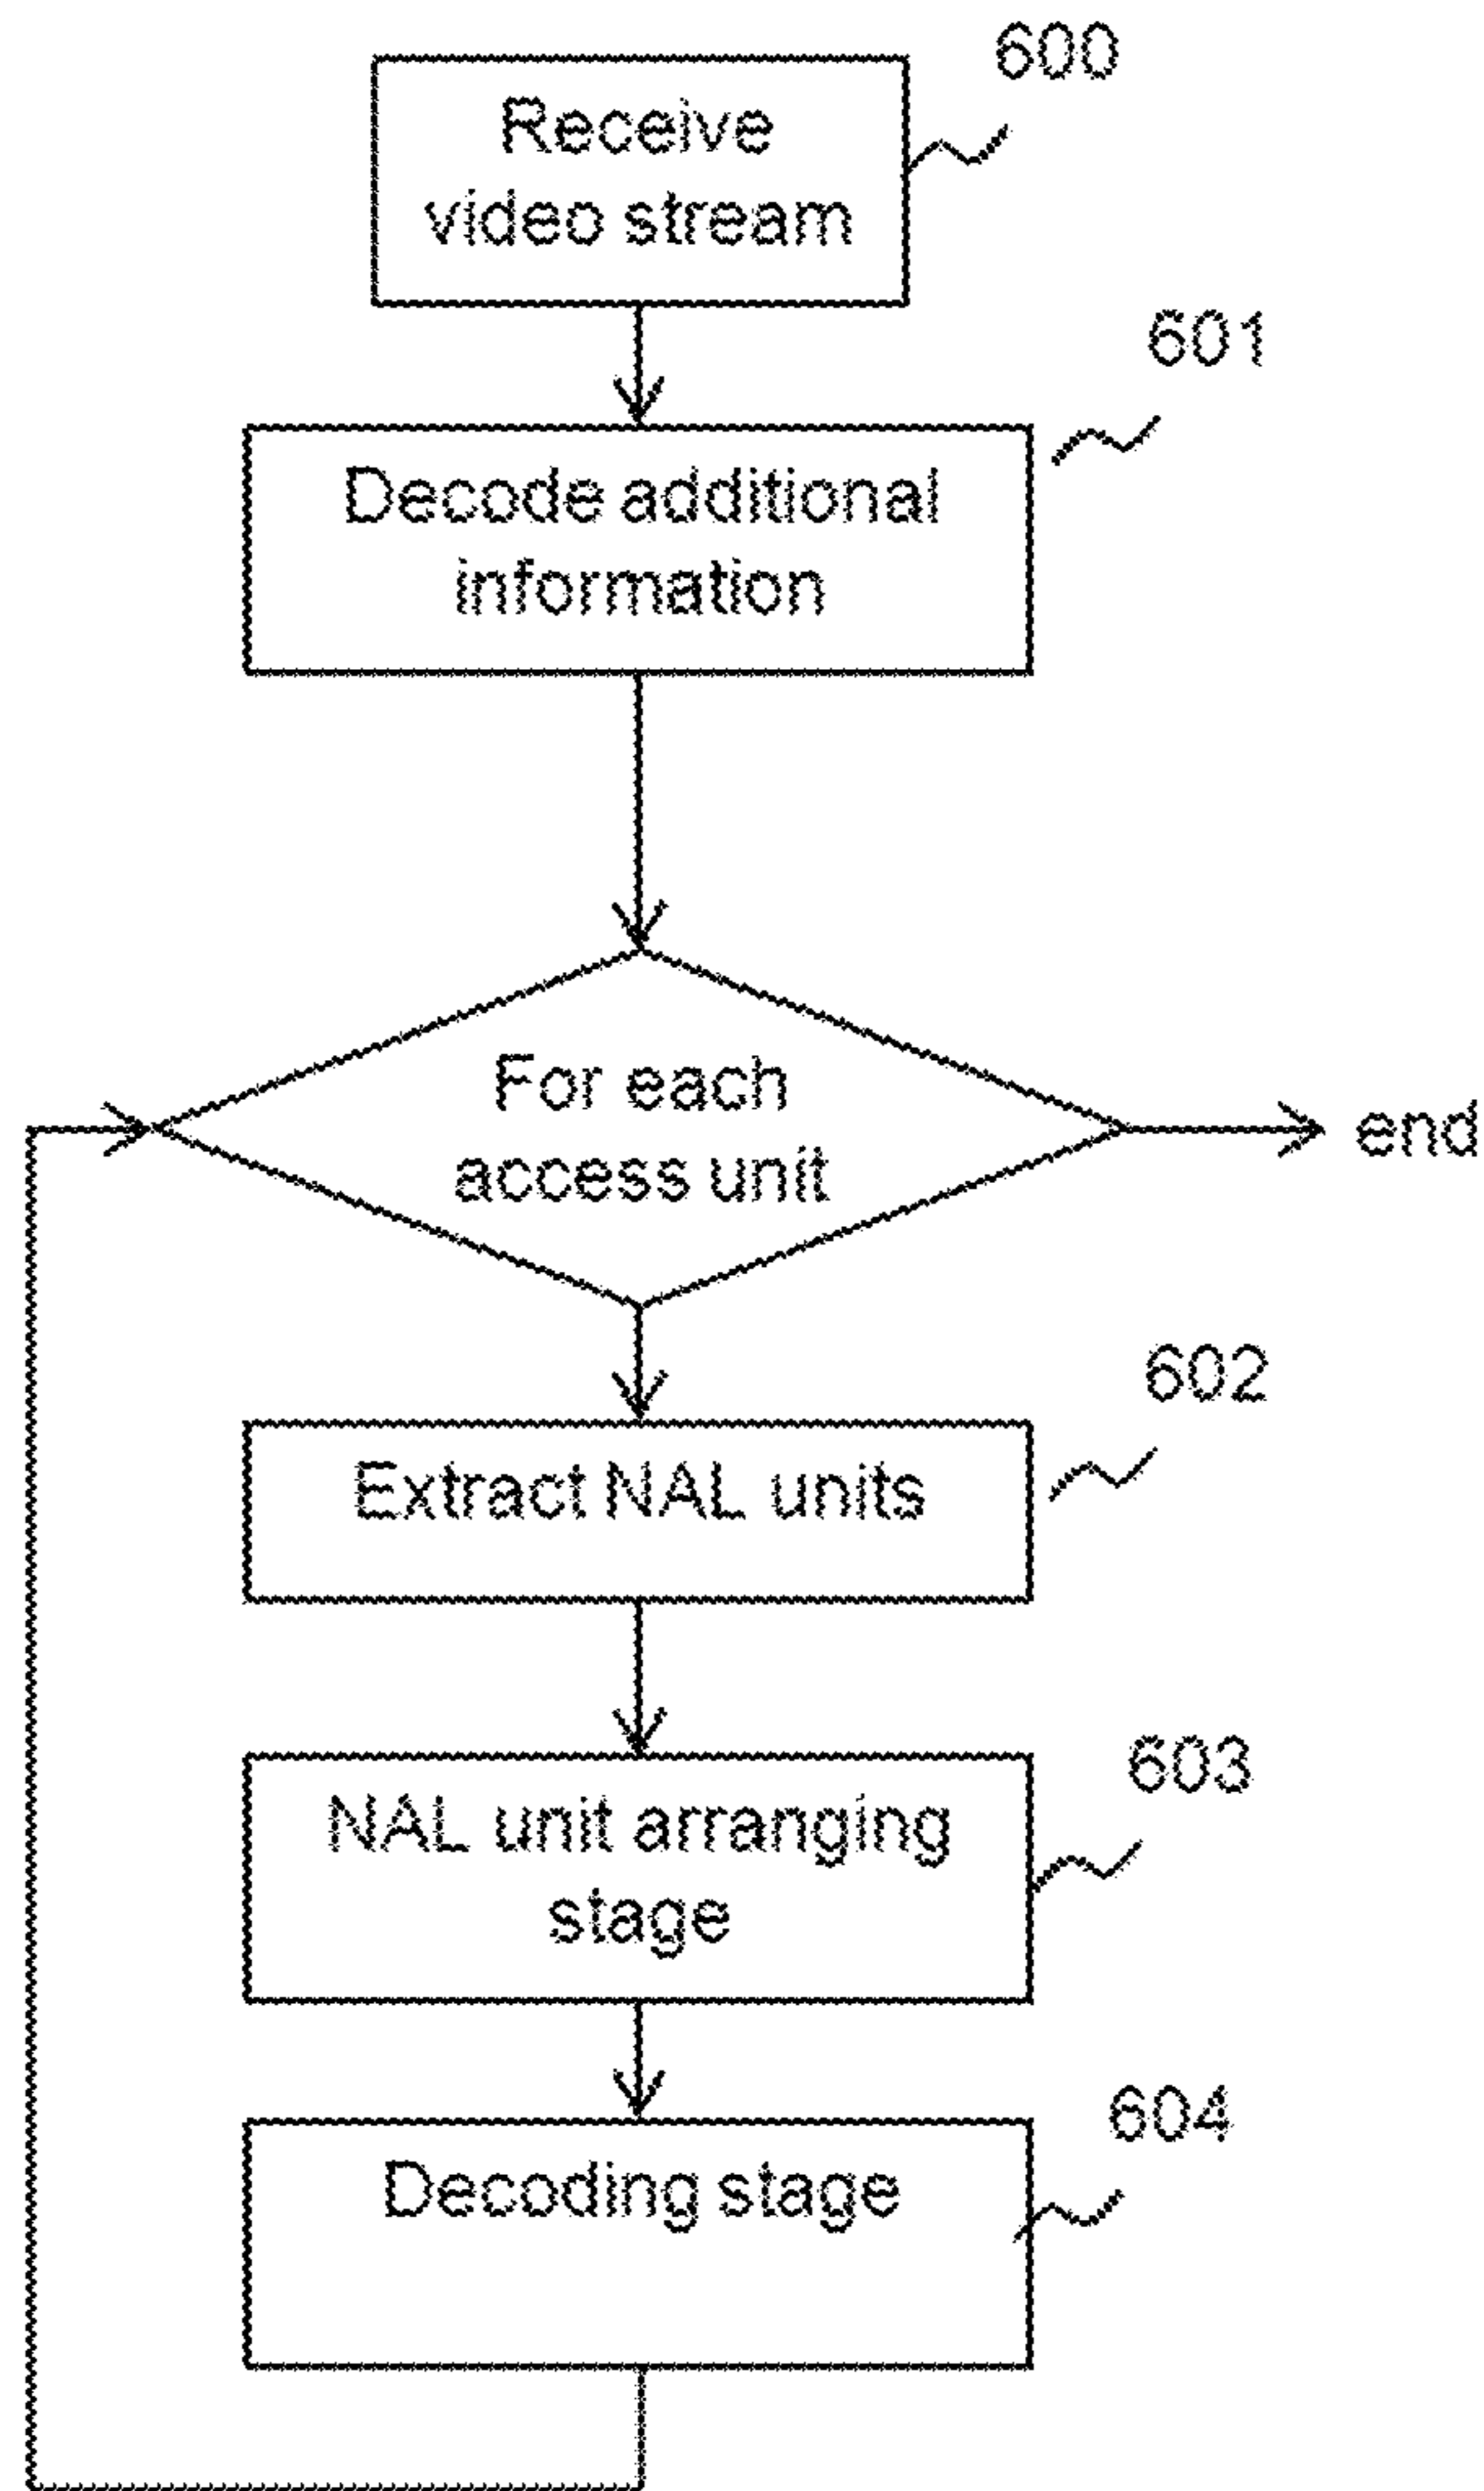 600
Receive
video stream
601
Decode additional
information
For each
access unit
end
602
Extract NAL units
603
NAL unit arranging
stage
604
Decoding stage